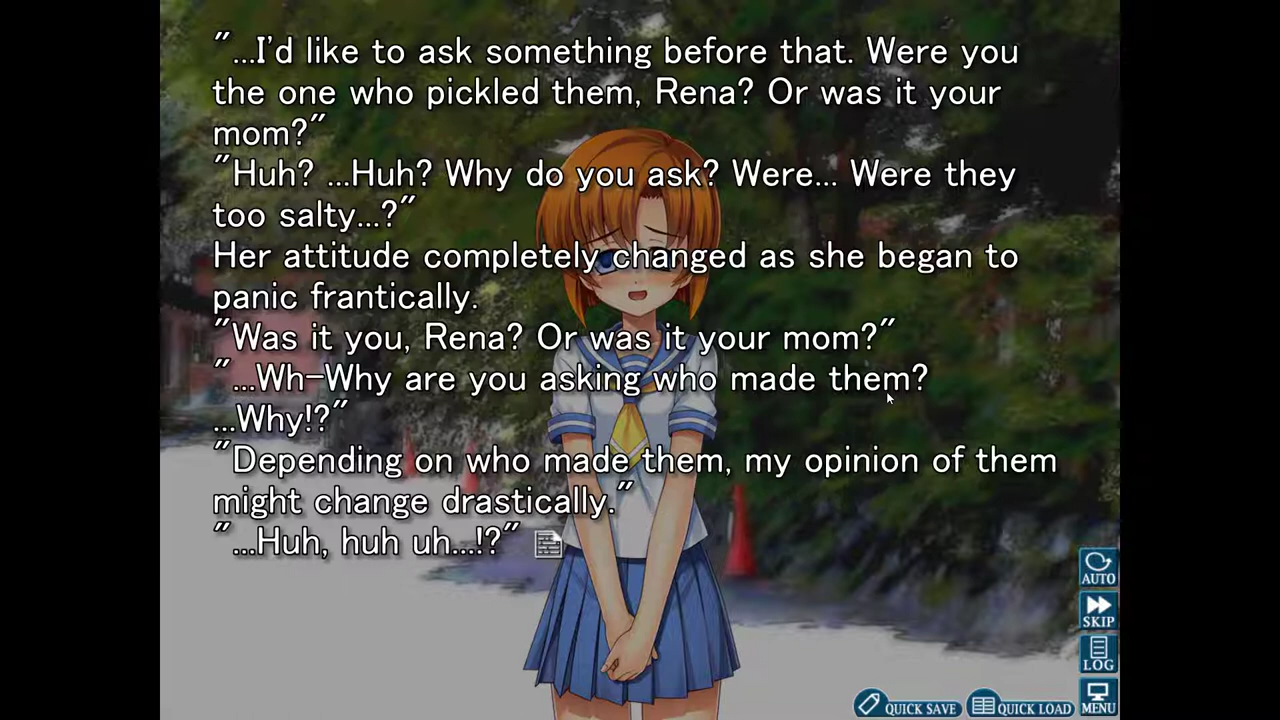 "...I'd like to ask something before that. Were you
the one who pickled them, Rena? Or was it your
mom?"
"Huh? ...Huh? Why do you ask? Were... Were they
too salty...?"
Her attitude completely changed as she began to
panic frantically.
"Was it you, Rena? Or was it your mom?"
"...Wh-Why are you asking who made them?
...Why!?"
"Depending on who made them, my opinion of them
might change drastically."
"...Huh, huh uh...!?"
AUTO
SKIP
LOG
MENU
QUICK SAVE
QUICK LOAD